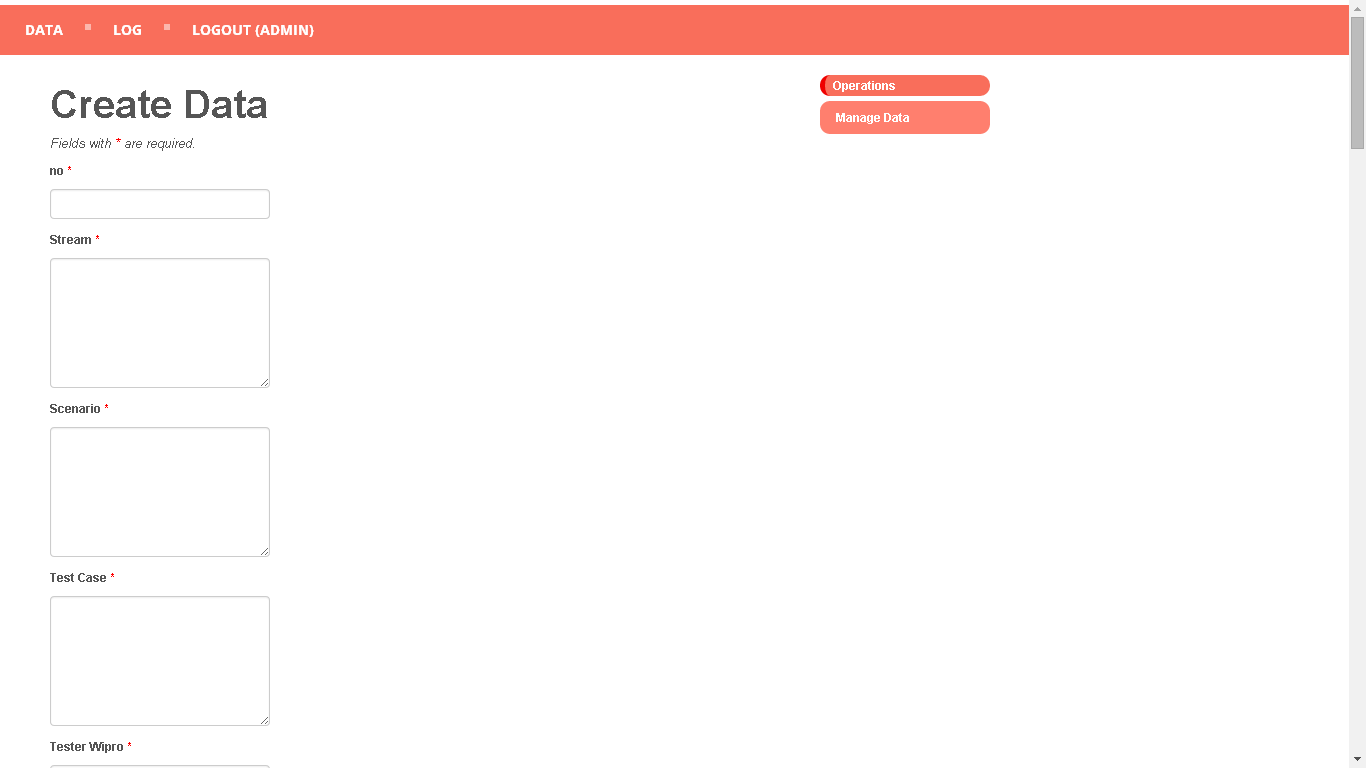 DATA LOG LOGOUT (ADMIN)
Create Data
Fields with * are required.
no *
Stream *
Scenario *
Test Case *
Tester Wipro *
Operations
Manage Data